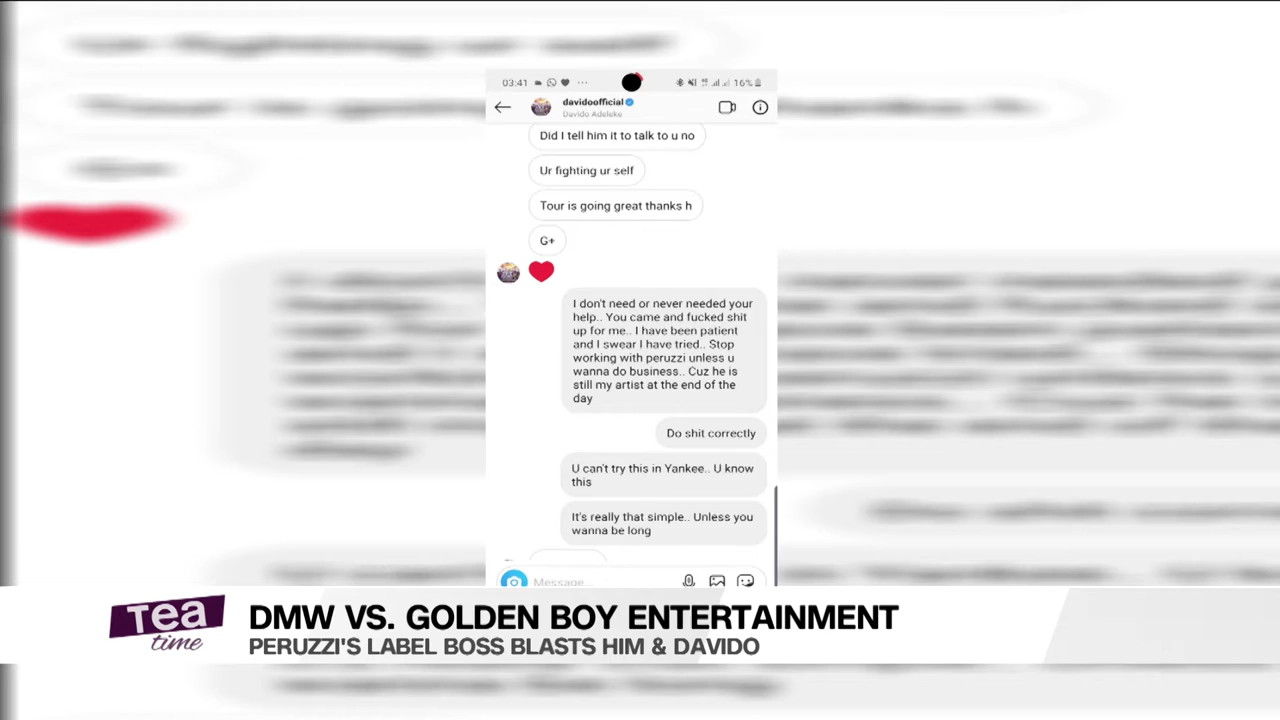 03:41
16%
davidoofficial
Davido Adeleke
Did I tell him it to talk to u no
Ur fighting ur self
Tour is going great thanks h
G+
I don't need or never needed your
help.. You came and fucked shit
up for me.. I have been patient
and I swear I have tried.. Stop
working with peruzzi unless u
wanna do business.. Cuz he is
still my artist at the end of the
day
Do shit correctly
U can't try this in Yankee.. U know
this
It's really that simple.. Unless you
wanna be long
Message...
Tea
time
DMW VS. GOLDEN BOY ENTERTAINMENT
PERUZZI'S LABEL BOSS BLASTS HIM & DAVIDO